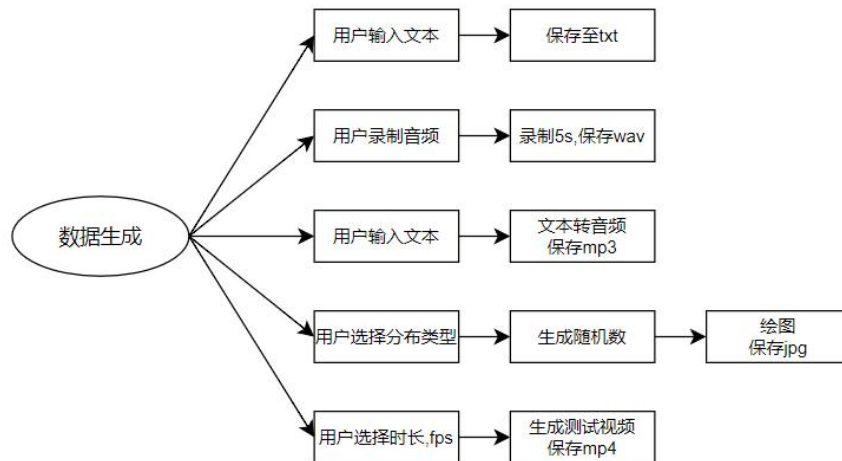 用户输入文本
保存至txt
用户录制音频
录制5s,保存wav
数据生成
用户输入文本
文本转音频
保存mp3
用户选择分布类型
生成随机数
绘图
保存jpg
用户选择时长,fps
生成测试视频
保存mp4